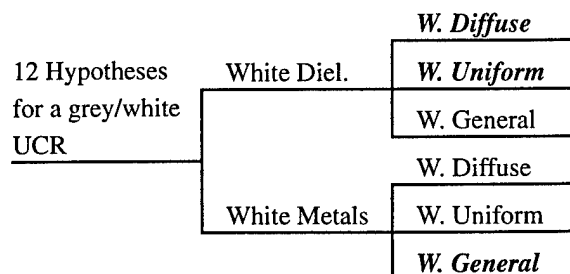 12 Hypotheses
for a grey/white
UCR
White Diel.
W. Diffuse
W. Uniform
W. General
White Metals
W. Diffuse
W. Uniform
W. General